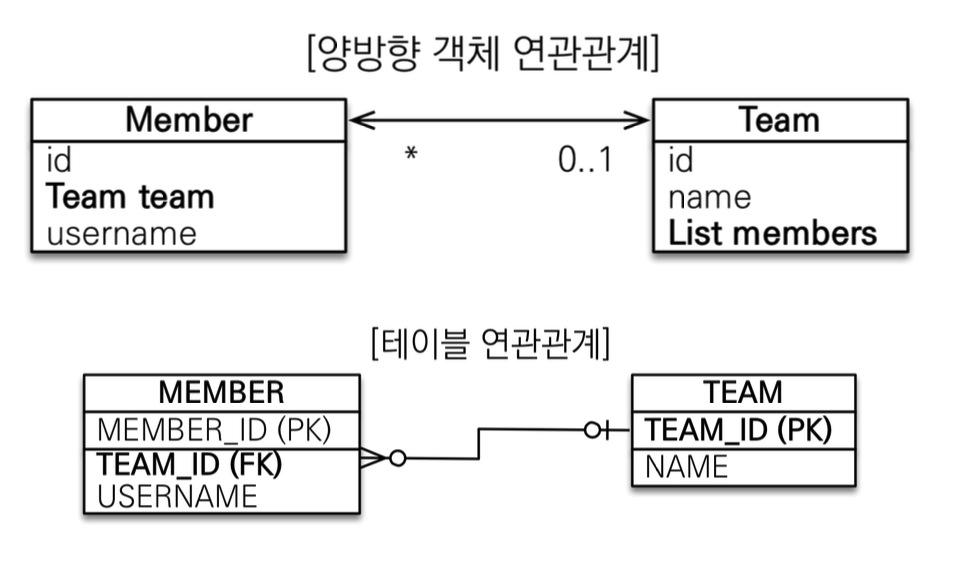 [양방향 객체 연관관계]
Member
id
Team team
username
*
0..1
Team
id
name
List members
[테이블 연관관계]
MEMBER
MEMBER_ID (PK)
TEAM_ID (FK)
USERNAME
TEAM
TEAM_ID (PK)
NAME